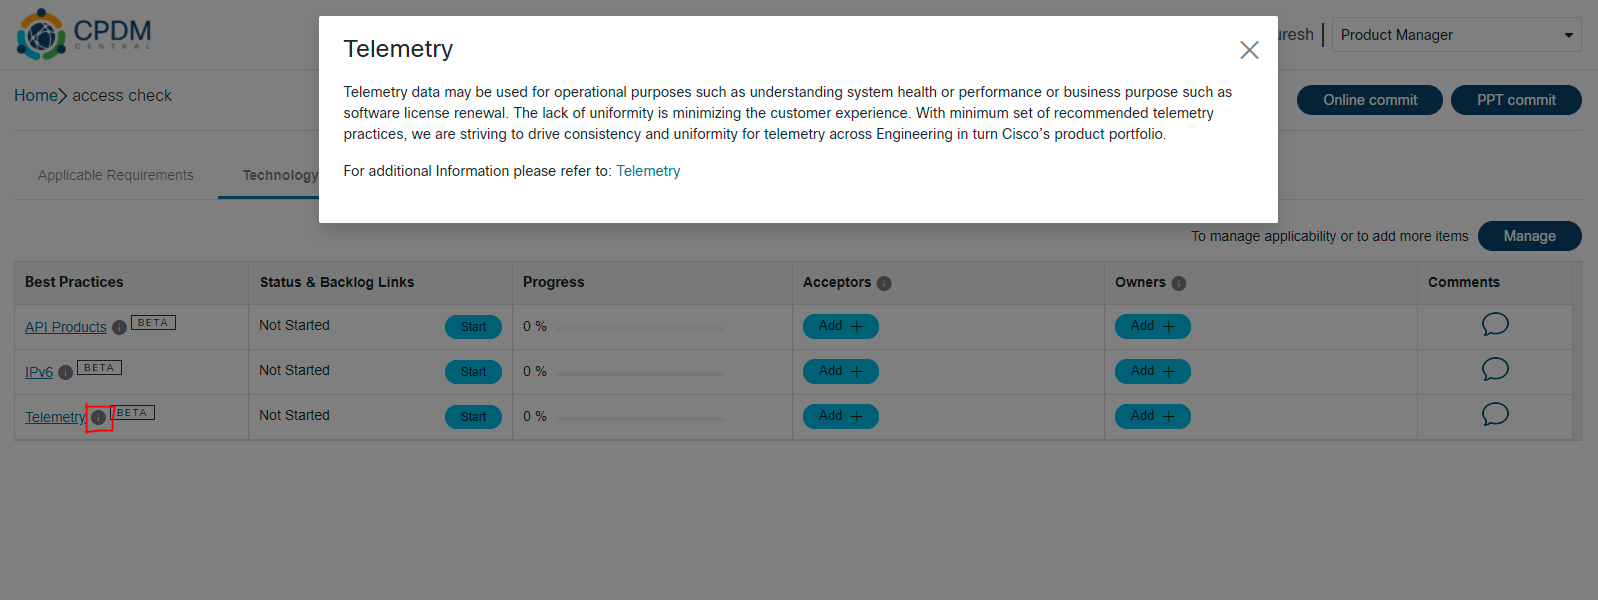 CPDM
CENTRAL
Product Manager
Home
access check
Online commit
PPT commit
Telemetry
Telemetry data may be used for operational purposes such as understanding system health or performance or business purpose such as
software license renewal. The lack of uniformity is minimizing the customer experience. With minimum set of recommended telemetry
practices, we are striving to drive consistency and uniformity for telemetry across Engineering in turn Cisco's product portfolio.
For additional Information please refer to: Telemetry
Applicable Requirements
Technology
To manage applicability or to add more items
Manage
Best Practices
Status & Backlog Links
Progress
Acceptors
Owners
Comments
API Products
BETA
Not Started
Start
0 %
Add +
Add +
IPv6
BETA
Not Started
Start
0 %
Add +
Add +
Telemetry
BETA
Not Started
Start
0 %
Add +
Add +